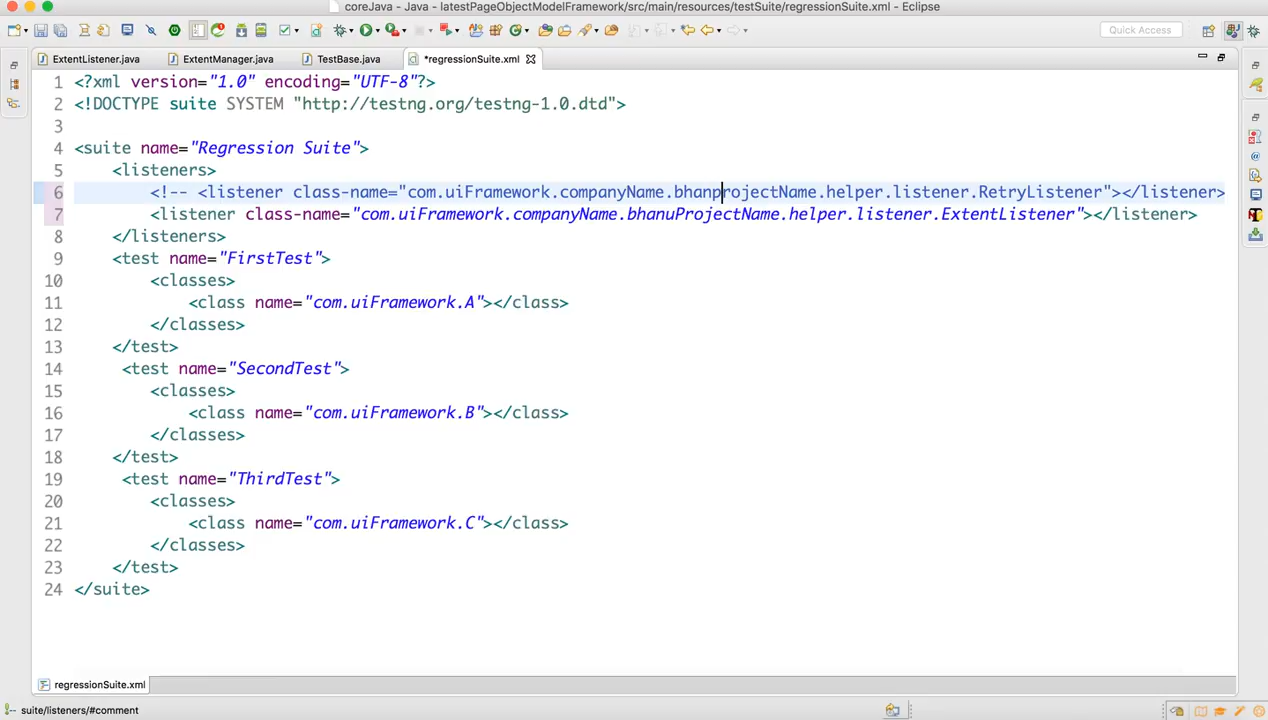 coreJava - Java - latestPageObjectModelFramework/src/main/resources/testSuite/regressionSuite.xml - Eclipse
Quick Access
ExtentListener.java
ExtentManager.java
TestBase.java
*regressionSuite.xml
1 <?xml version="1.0" encoding="UTF-8"?>
2 <!DOCTYPE suite SYSTEM "http://testng.org/testng-1.0.dtd">
3
4 <suite name="Regression Suite">
5 <listeners>
6 <!-- <listener class-name="com.uiFramework.companyName.bhanprojectName.helper.listener.RetryListener"></listener>
7 <listener class-name="com.uiFramework.companyName.bhanuProjectName.helper.listener.ExtentListener"></listener>
8 </listeners>
9 <test name="FirstTest">
10 <classes>
11 <class name="com.uiFramework.A"></class>
12 </classes>
13 </test>
14 <test name="SecondTest">
15 <classes>
16 <class name="com.uiFramework.B"></class>
17 </classes>
18 </test>
19 <test name="ThirdTest">
20 <classes>
21 <class name="com.uiFramework.C"></class>
22 </classes>
23 </test>
24 </suite>
regressionSuite.xml
suite/listeners/#comment